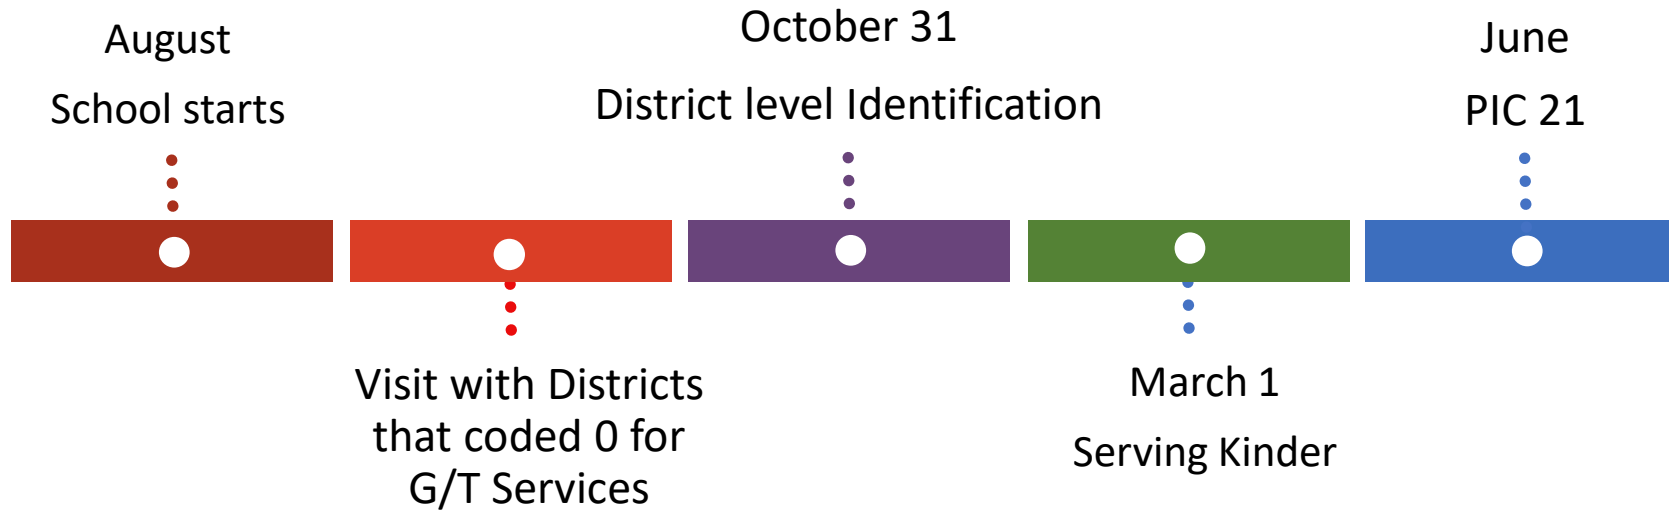 August
School starts
Visit with Districts
that coded 0 for
G/T Services
October 31
District level Identification
March 1
Serving Kinder
June
PIC 21